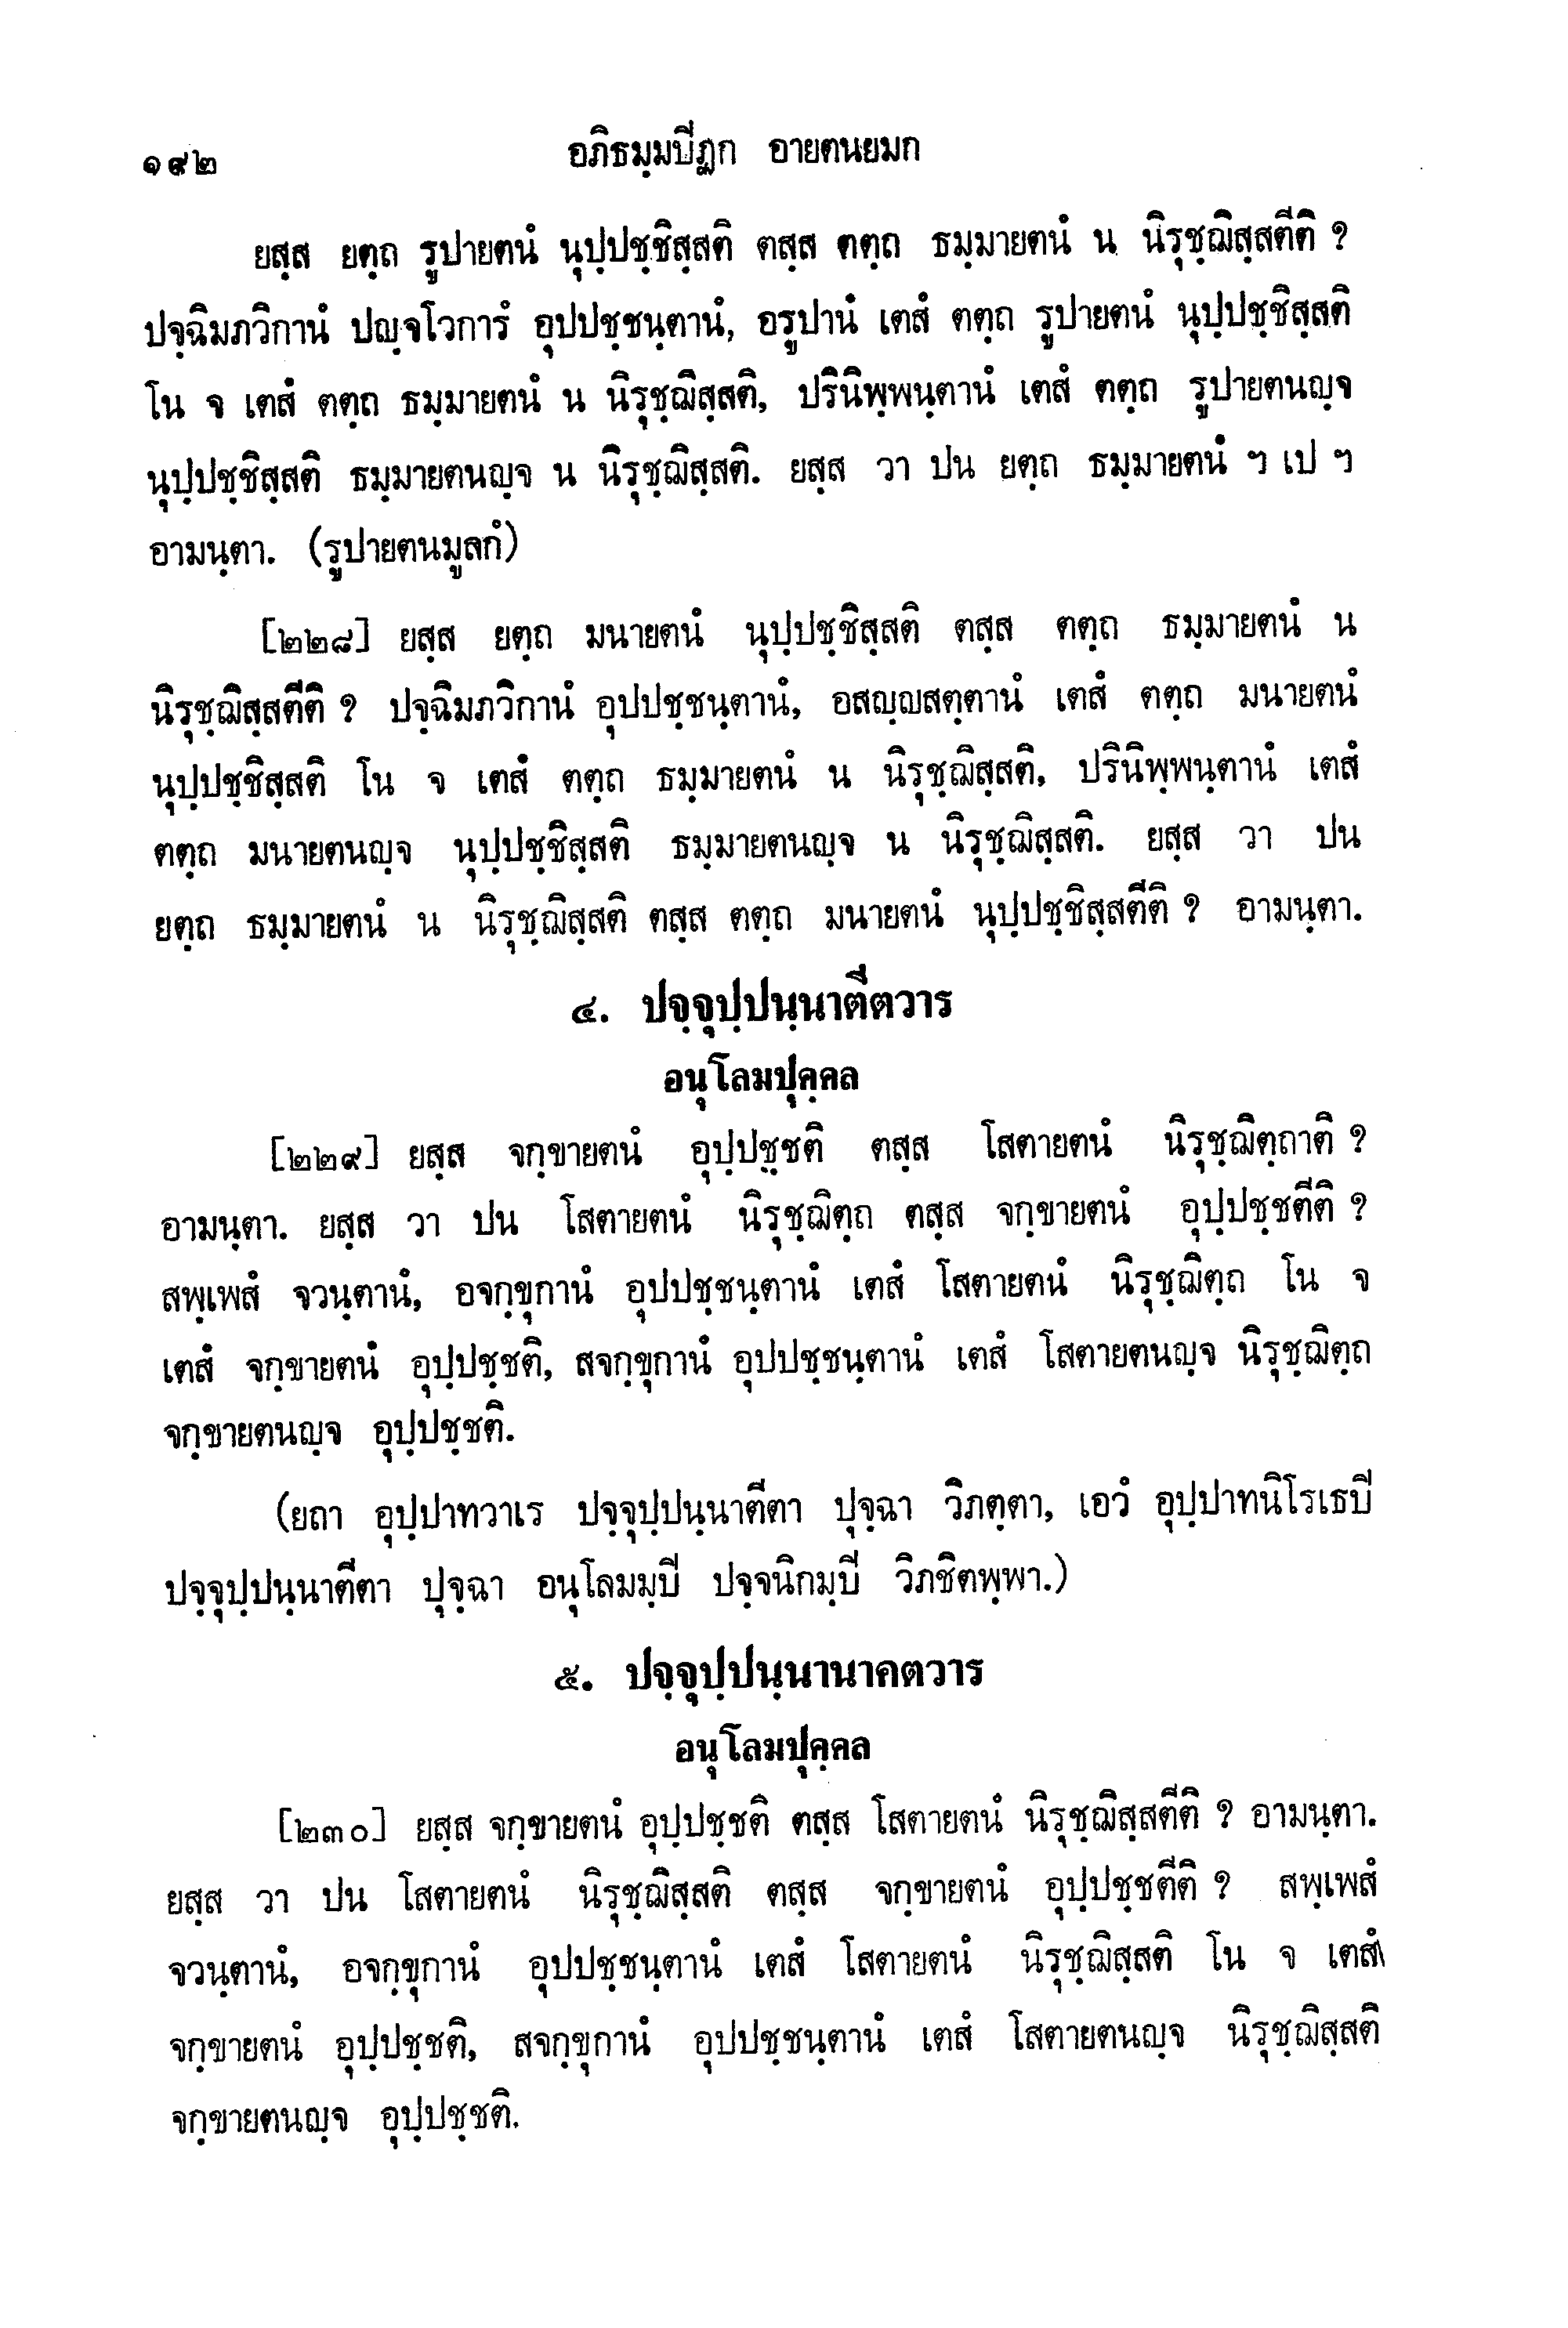 ๑๙๒ อภิธมฺมปีฏก อายตนยมก
ยสฺส ยตฺถ รูปายตนํ นุปฺปชฺชิสฺสติ ตสฺส ตตฺถ ธมฺมายตนํ น นิรุชฺฌิสฺสตีติ ?
ปจฺฉิมภวิกานํ ปญฺจโวการํ อุปปชฺชนฺตานํ, อรูปานํ เตสํ ตตฺถ รูปายตนํ นุปฺปชฺชิสฺสติ
โน จ เตสํ ตตฺถ ธมฺมายตนํ น นิรุชฺฌิสฺสติ, ปรินิพฺพนฺตานํ เตสํ ตตฺถ รูปายตนญฺจ
นุปฺปชฺชิสฺสติ ธมฺมายตนญฺจ น นิรุชฺฌิสฺสติ. ยสฺส วา ปน ยตฺถ ธมฺมายตนํ ฯ เป ฯ
อามนฺตา. (รูปายตนมูลกํ)
[๒๒๘] ยสฺส ยตฺถ มนายตนํ นุปฺปชฺชิสฺสติ ตสฺส ตตฺถ ธมฺมายตนํ น
นิรุชฺฌิสฺสตีติ ? ปจฺฉิมภวิกานํ อุปปชฺชนฺตานํ, อสญฺญสตฺตานํ เตสํ ตตฺถ มนายตนํ
นุปฺปชฺชิสฺสติ โน จ เตสํ ตตฺถ ธมฺมายตนํ น นิรุชฺฌิสฺสติ, ปรินิพฺพนฺตานํ เตสํ
ตตฺถ มนายตนญฺจ นุปฺปชฺชิสฺสติ ธมฺมายตนญฺจ น นิรุชฺฌิสฺสติ. ยสฺส วา ปน
ยตฺถ ธมฺมายตนํ น นิรุชฺฌิสฺสติ ตสฺส ตตฺถ มนายตนํ นุปฺปชฺชิสฺสตีติ ? อามนฺตา.
๔. ปจฺจุปฺปนฺนาตีตวาร
อนุโลมปุคฺคล
[๒๒๙] ยสฺส จกฺขายตนํ อุปฺปชฺชติ ตสฺส โสตายตนํ นิรุชฺฌิตฺถาติ ?
อามนฺตา. ยสฺส วา ปน โสตายตนํ นิรุชฺฌิตฺถ ตสฺส จกฺขายตนํ อุปฺปชฺชตีติ ?
สพฺเพสํ จวนฺตานํ, อจกฺขุกานํ อุปปชฺชนฺตานํ เตสํ โสตายตนํ นิรุชฺฌิตฺถ โน จ
เตสํ จกฺขายตนํ อุปฺปชฺชติ, สจกฺขุกานํ อุปปชฺชนฺตานํ เตสํ โสตายตนญฺจ นิรุชฺฌิตฺถ
จกฺขายตนญฺจ อุปฺปชฺชติ.
(ยถา อุปฺปาทวาเร ปจฺจุปฺปนฺนาตีตา ปุจฺฉา วิภตฺตา, เอวํ อุปฺปาทนิโรเธปี
ปจฺจุปฺปนฺนาตีตา ปุจฺฉา อนุโลมมฺปี ปจฺจนิกมฺปี วิภชิตพฺพา.)
๕. ปจฺจุปฺปนฺนานาคตวาร
อนุโลมปุคฺคล
[๒๓๐] ยสฺส จกฺขายตนํ อุปฺปชฺชติ ตสฺส โสตายตนํ นิรุชฺฌิสฺสตีติ ? อามนฺตา.
ยสฺส วา ปน โสตายตนํ นิรุชฺฌิสฺสติ ตสฺส จกฺขายตนํ อุปฺปชฺชตีติ ? สพฺเพสํ
จวนฺตานํ, อจกฺขุกานํ อุปปชฺชนฺตานํ เตสํ โสตายตนํ นิรุชฺฌิสฺสติ โน จ เตสํ
จกฺขายตนํ อุปฺปชฺชติ, สจกฺขุกานํ อุปปชฺชนฺตานํ เตสํ โสตายตนญฺจ นิรุชฺฌิสฺสติ
จกฺขายตนญฺจ อุปฺปชฺชติ.